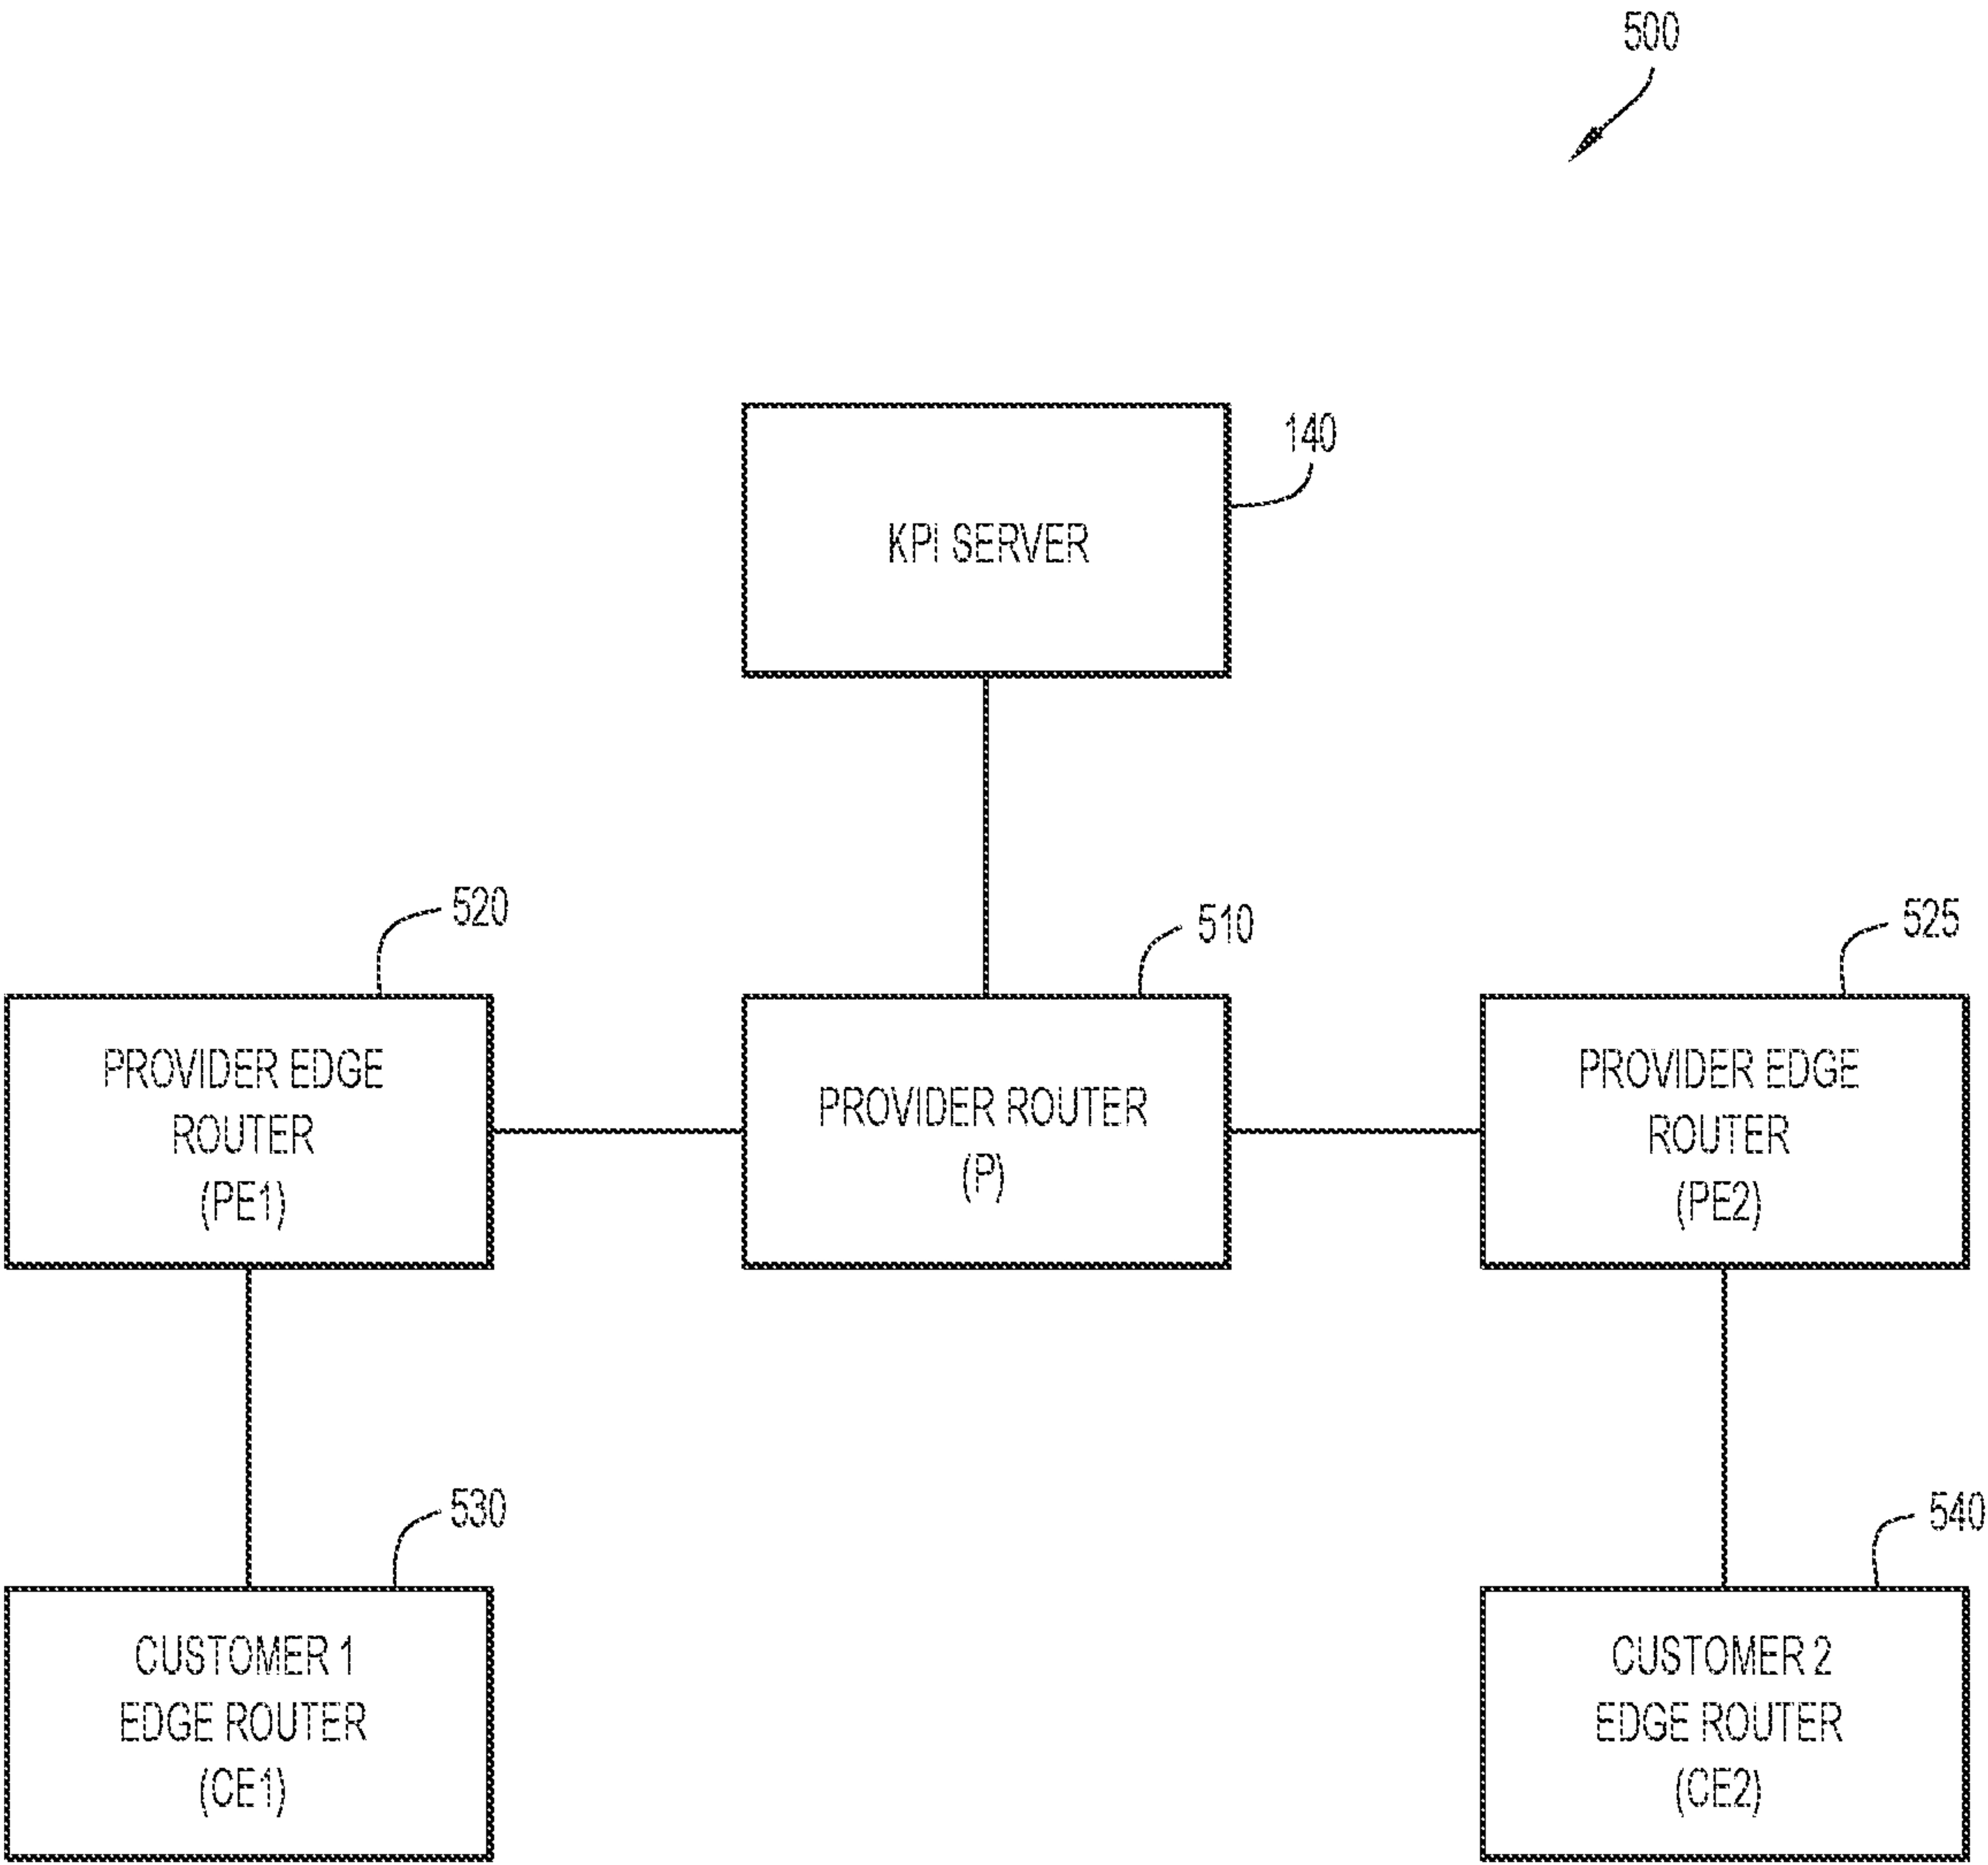 500
140
KPI SERVER
520
510
525
PROVIDER EDGE
ROUTER
(PE1)
PROVIDER ROUTER
(P)
PROVIDER EDGE
ROUTER
(PE2)
530
540
CUSTOMER 1
EDGE ROUTER
(CE1)
CUSTOMER 2
EDGE ROUTER
(CE2)